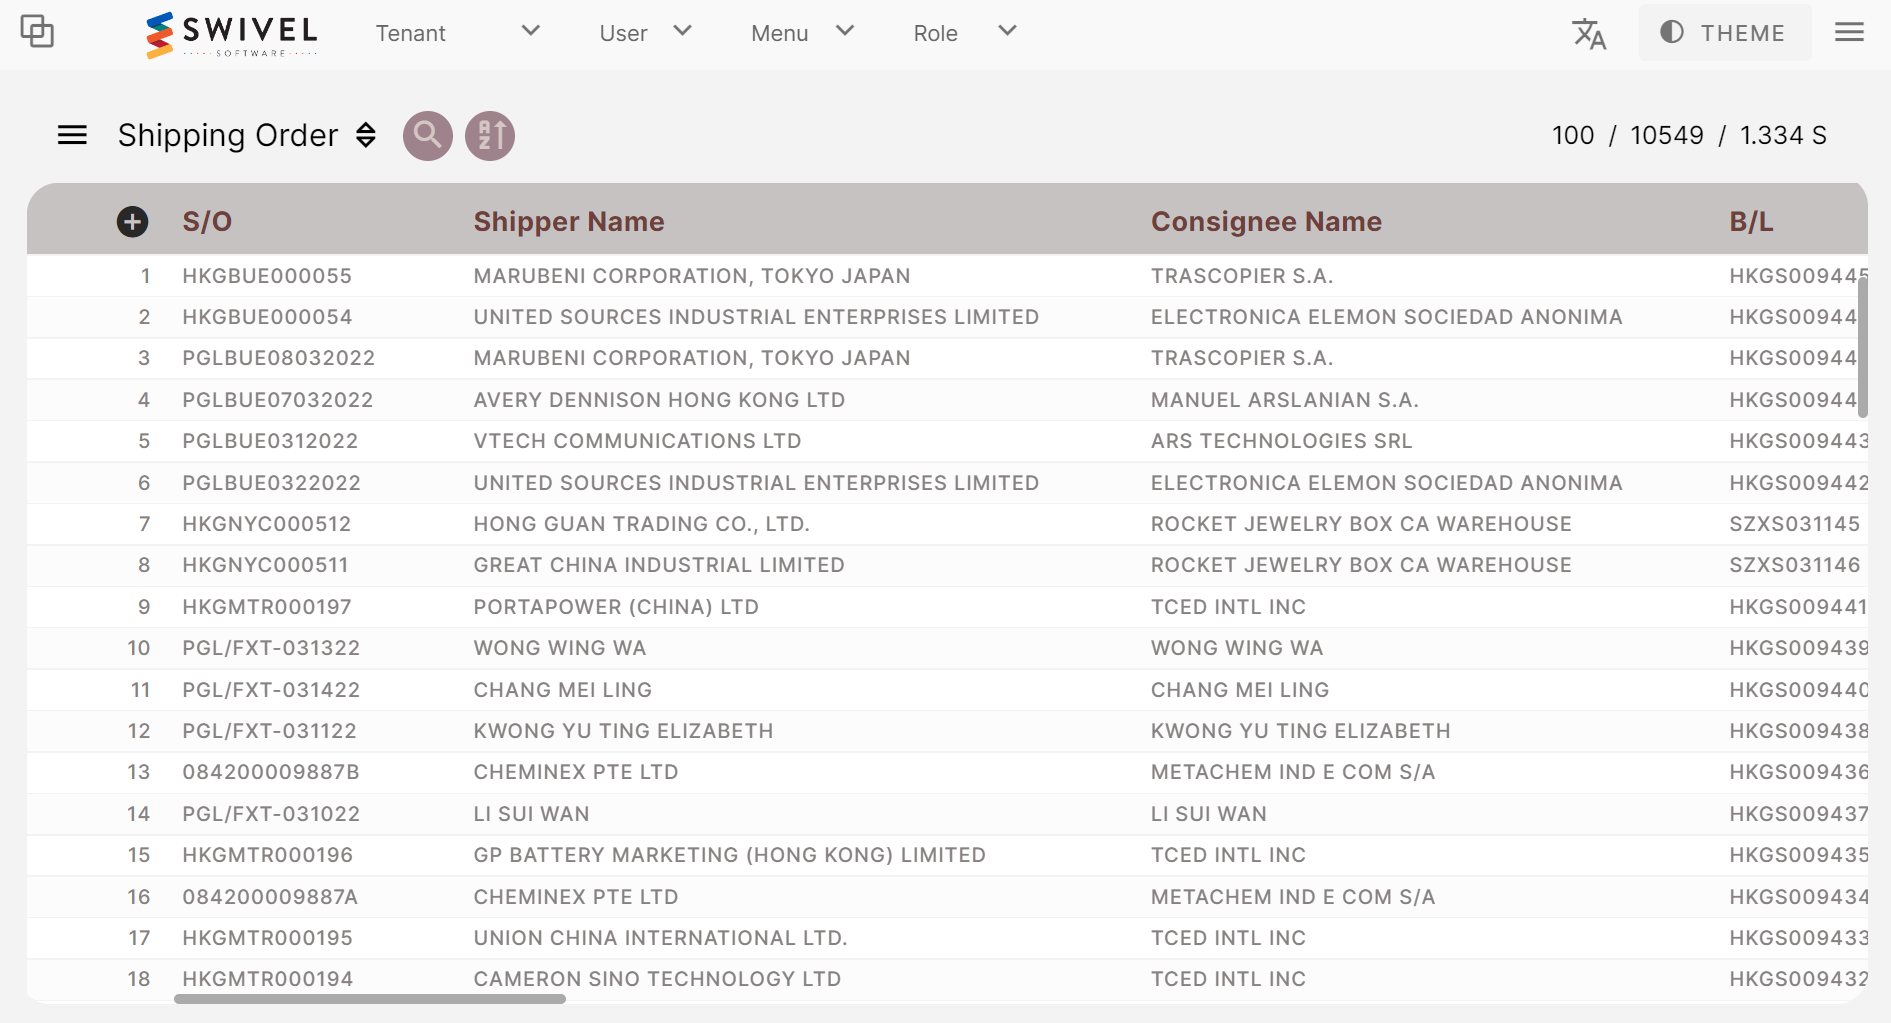 SWIVEL
SOFTWARE
Tenant User Menu Role THEME
Shipping Order 100 / 10549 / 1.334 S
S/O Shipper Name Consignee Name B/L
1 HKGBUE000055 MARUBENI CORPORATION, TOKYO JAPAN TRASCOPIER S.A. HKGS009445
2 HKGBUE000054 UNITED SOURCES INDUSTRIAL ENTERPRISES LIMITED ELECTRONICA ELEMON SOCIEDAD ANONIMA HKGS00944
3 PGLBUE08032022 MARUBENI CORPORATION, TOKYO JAPAN TRASCOPIER S.A. HKGS00944
4 PGLBUE07032022 AVERY DENNISON HONG KONG LTD MANUEL ARSLANIAN S.A. HKGS00944
5 PGLBUE0312022 VTECH COMMUNICATIONS LTD ARS TECHNOLOGIES SRL HKGS009443
6 PGLBUE0322022 UNITED SOURCES INDUSTRIAL ENTERPRISES LIMITED ELECTRONICA ELEMON SOCIEDAD ANONIMA HKGS009442
7 HKGNYC000512 HONG GUAN TRADING CO., LTD. ROCKET JEWELRY BOX CA WAREHOUSE SZXS031145
8 HKGNYC000511 GREAT CHINA INDUSTRIAL LIMITED ROCKET JEWELRY BOX CA WAREHOUSE SZXS031146
9 HKGMTR000197 PORTAPOWER (CHINA) LTD TCED INTL INC HKGS009441
10 PGL/FXT-031322 WONG WING WA WONG WING WA HKGS009439
11 PGL/FXT-031422 CHANG MEI LING CHANG MEI LING HKGS009440
12 PGL/FXT-031122 KWONG YU TING ELIZABETH KWONG YU TING ELIZABETH HKGS009438
13 084200009887B CHEMINEX PTE LTD METACHEM IND E COM S/A HKGS009436
14 PGL/FXT-031022 LI SUI WAN LI SUI WAN HKGS009437
15 HKGMTR000196 GP BATTERY MARKETING (HONG KONG) LIMITED TCED INTL INC HKGS009435
16 084200009887A CHEMINEX PTE LTD METACHEM IND E COM S/A HKGS009434
17 HKGMTR000195 UNION CHINA INTERNATIONAL LTD. TCED INTL INC HKGS009433
18 HKGMTR000194 CAMERON SINO TECHNOLOGY LTD TCED INTL INC HKGS009432